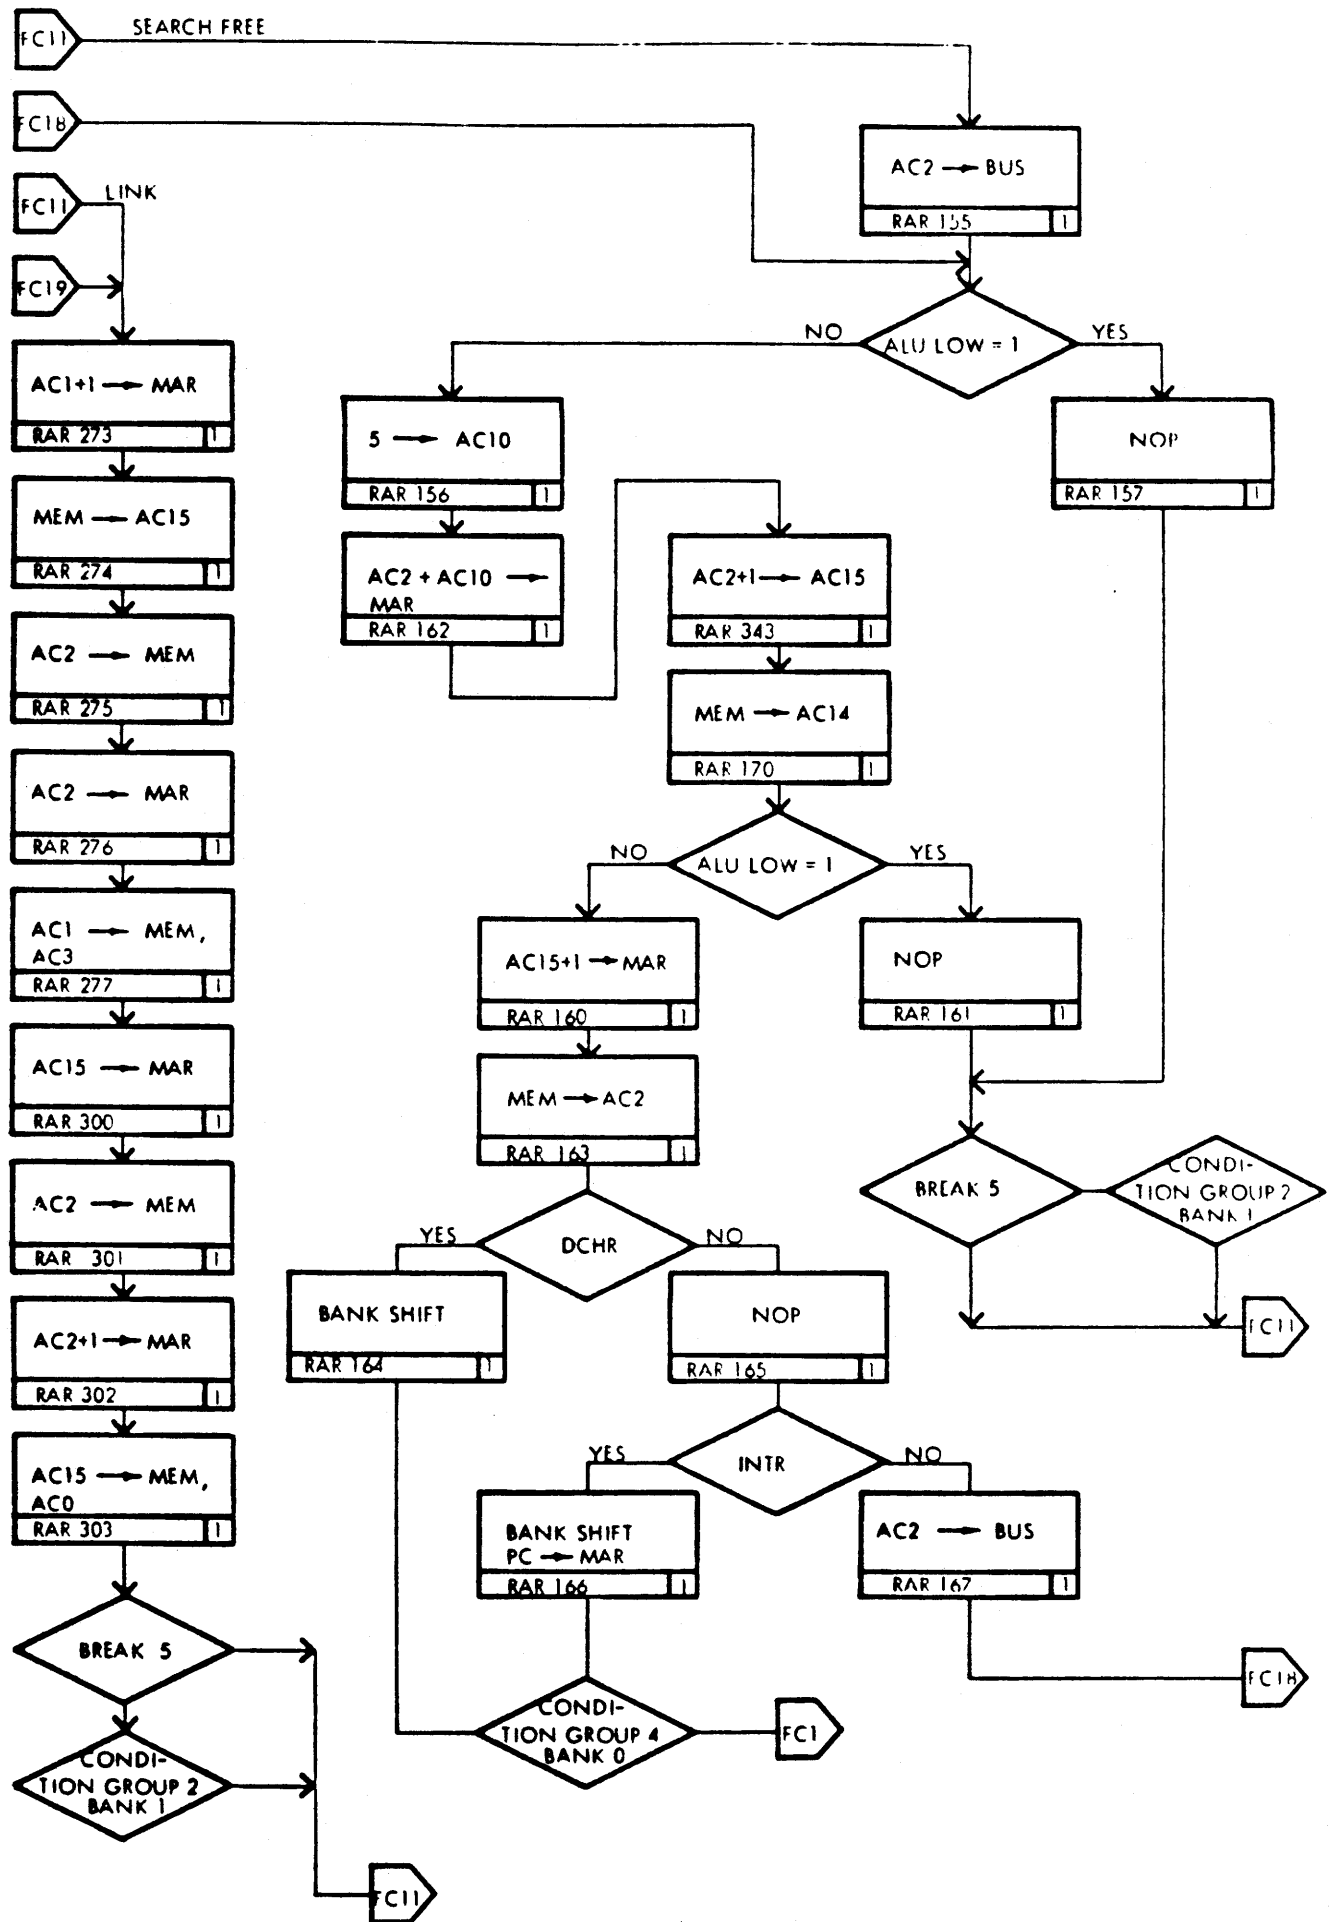 FC11
SEARCH FREE
FC18
FC11
LINK
FC19
AC1+1 → MAR
RAR 273 1
MEM → AC15
RAR 274 1
AC2 → MEM
RAR 275 1
AC2 → MAR
RAR 276 1
AC1 → MEM,
AC3
RAR 277 1
AC15 → MAR
RAR 300 1
AC2 → MEM
RAR 301 1
AC2+1 → MAR
RAR 302 1
AC15 → MEM,
AC0
RAR 303 1
BREAK 5
CONDI-
TION GROUP 2
BANK 1
FC11
AC2 → BUS
RAR 155 1
ALU LOW = 1
NO
YES
5 → AC10
RAR 156 1
AC2 + AC10 →
MAR
RAR 162 1
AC2+1 → AC15
RAR 343 1
MEM → AC14
RAR 170 1
ALU LOW = 1
NO
YES
AC15+1 → MAR
RAR 160 1
MEM → AC2
RAR 163 1
DCHR
YES
NO
BANK SHIFT
RAR 164 1
NOP
RAR 165 1
INTR
YES
NO
BANK SHIFT
PC → MAR
RAR 166 1
AC2 → BUS
RAR 167 1
FC18
CONDI-
TION GROUP 4
BANK 0
FC1
NOP
RAR 157 1
NOP
RAR 161 1
BREAK 5
CONDI-
TION GROUP 2
BANK 1
FC11